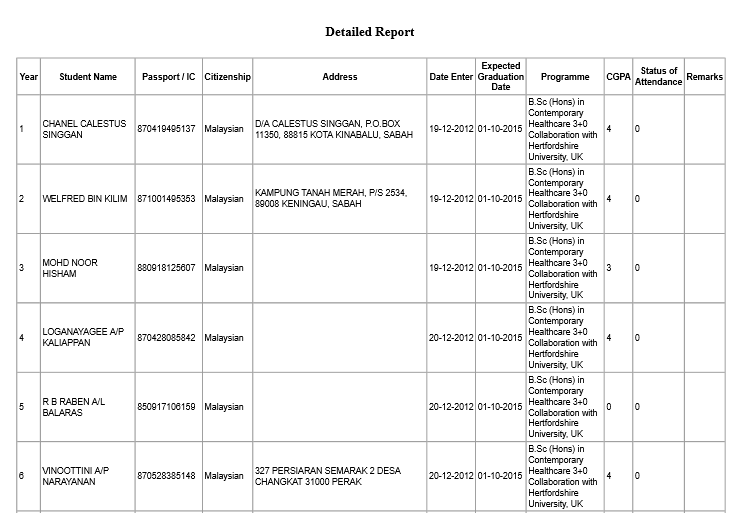 Detailed Report
Year Student Name Passport / IC Citizenship Address Date Enter Expected Graduation Date Programme CGPA Status of Attendance Remarks
1 CHANEL CALESTUS SINGGAN 870419495137 Malaysian D/A CALESTUS SINGGAN, P.O.BOX 11350, 88815 KOTA KINABALU, SABAH 19-12-2012 01-10-2015 B.Sc (Hons) in Contemporary Healthcare 3+0 Collaboration with Hertfordshire University, UK 4 0
2 WELFRED BIN KILIM 871001495353 Malaysian KAMPUNG TANAH MERAH, P/S 2534, 89008 KENINGAU, SABAH 19-12-2012 01-10-2015 B.Sc (Hons) in Contemporary Healthcare 3+0 Collaboration with Hertfordshire University, UK 4 0
3 MOHD NOOR HISHAM 880918125607 Malaysian 19-12-2012 01-10-2015 B.Sc (Hons) in Contemporary Healthcare 3+0 Collaboration with Hertfordshire University, UK 3 0
4 LOGANAYAGEE A/P KALIAPPAN 870428085842 Malaysian 20-12-2012 01-10-2015 B.Sc (Hons) in Contemporary Healthcare 3+0 Collaboration with Hertfordshire University, UK 4 0
5 R B RABEN A/L BALARAS 850917106159 Malaysian 20-12-2012 01-10-2015 B.Sc (Hons) in Contemporary Healthcare 3+0 Collaboration with Hertfordshire University, UK 0 0
6 VINOOTTINI A/P NARAYANAN 870528385148 Malaysian 327 PERSIARAN SEMARAK 2 DESA CHANGKAT 31000 PERAK 20-12-2012 01-10-2015 B.Sc (Hons) in Contemporary Healthcare 3+0 Collaboration with Hertfordshire University, UK 4 0